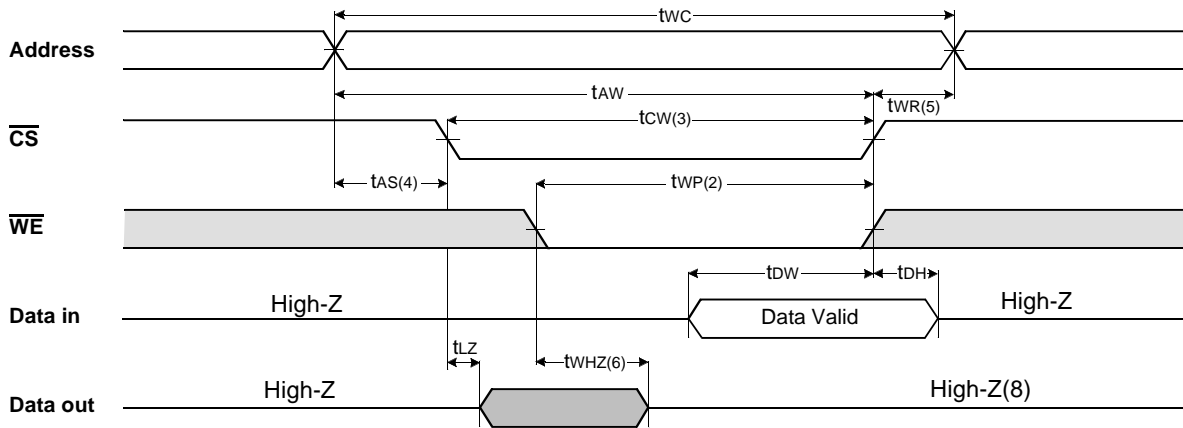 tWC
Address
tAW
tWR(5)
tCW(3)
CS
tAS(4)
tWP(2)
WE
tDW
tDH
High-Z
Data in
Data Valid
High-Z
tLZ
tWHZ(6)
High-Z
Data out
High-Z(8)